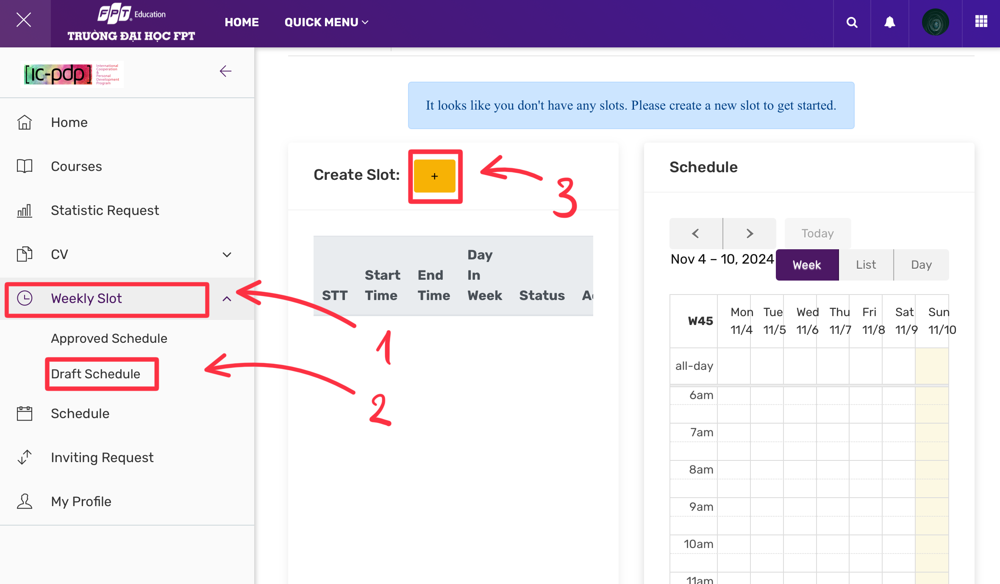 FPT Education
TRƯỜNG ĐẠI HỌC FPT
HOME
QUICK MENU
[ic-pdp]
International
Cooperation
&
Personal
Development
Program
Home
Courses
Statistic Request
CV
Weekly Slot
Approved Schedule
Draft Schedule
Schedule
Inviting Request
My Profile
1
2
It looks like you don't have any slots. Please create a new slot to get started.
Create Slot: +
3
STT Start Time End Time Day In Week Status
Schedule
< > Today
Nov 4 – 10, 2024
Week List Day
W45 Mon 11/4 Tue 11/5 Wed 11/6 Thu 11/7 Fri 11/8 Sat 11/9 Sun 11/10
all-day
6am
7am
8am
9am
10am
11am